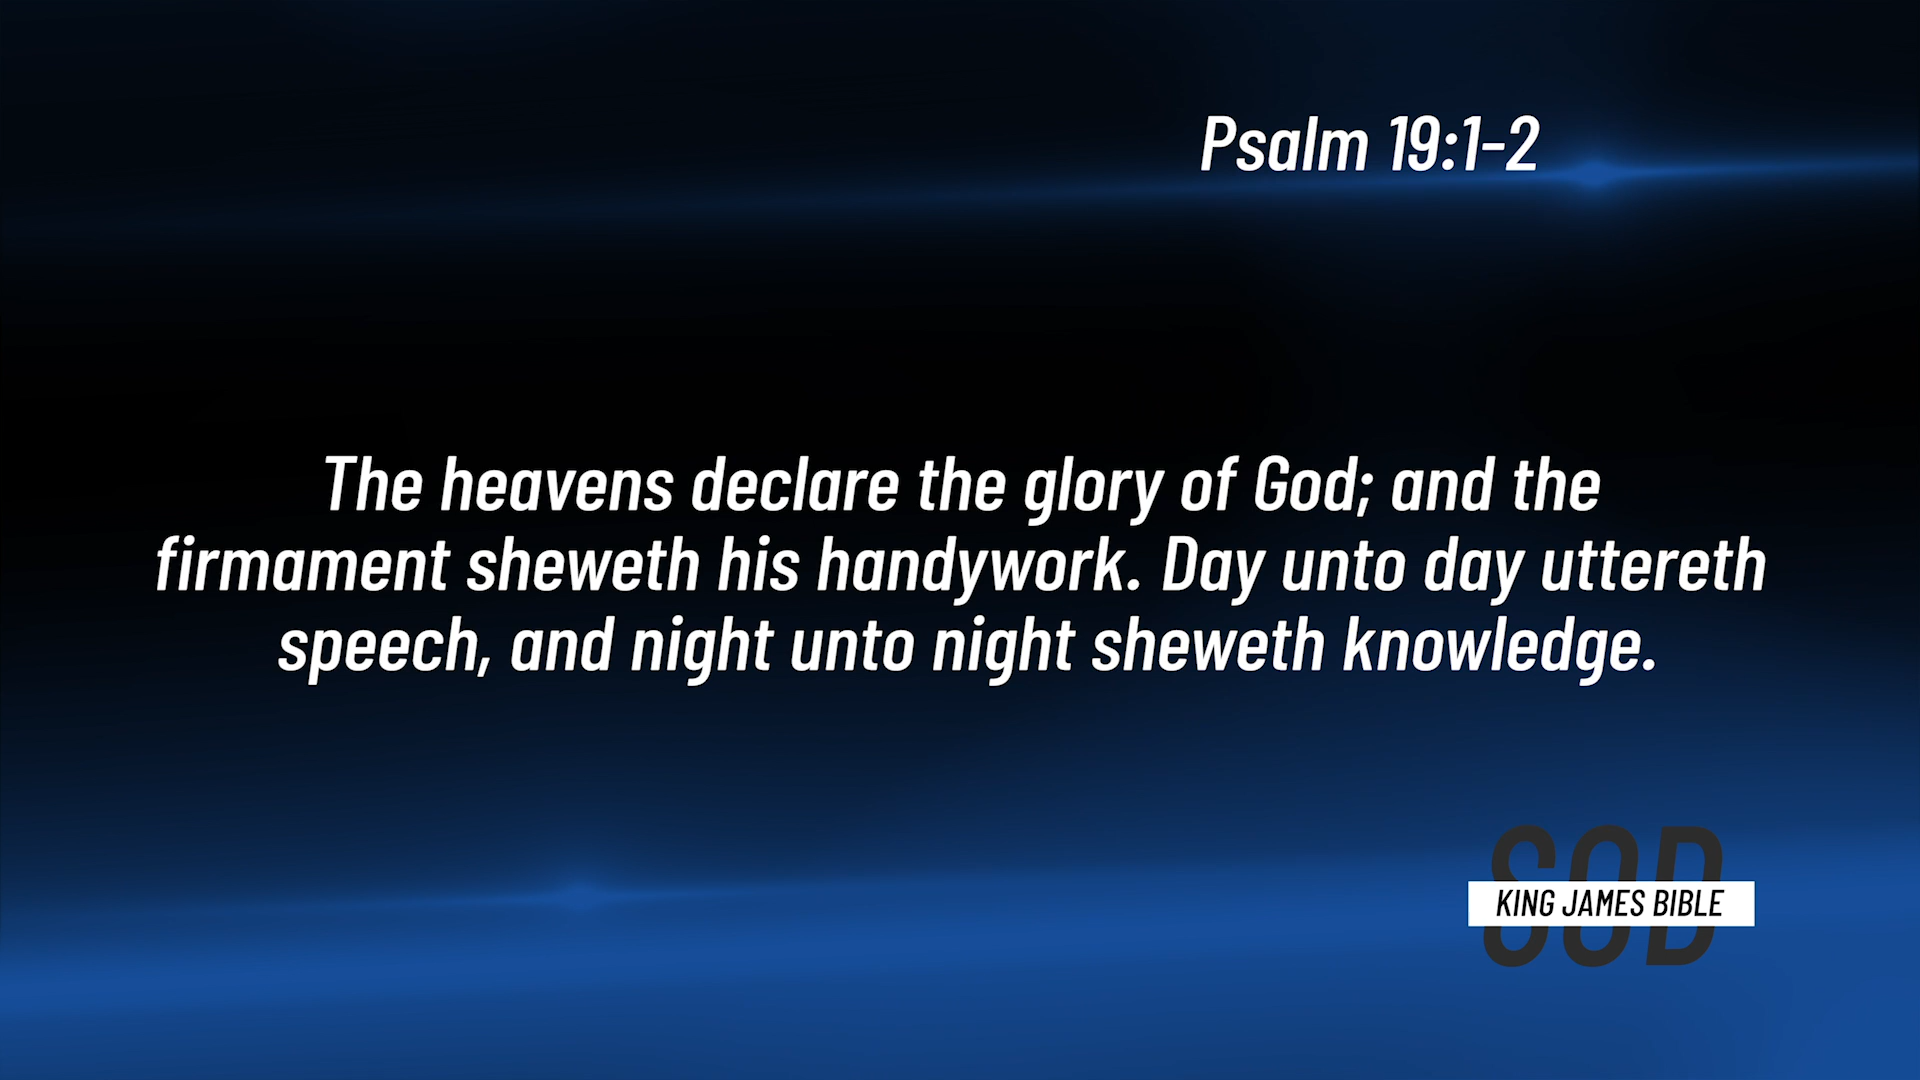 Psalm 19:1-2
The heavens declare the glory of God; and the
firmament sheweth his handywork. Day unto day uttereth
speech, and night unto night sheweth knowledge.
SOD
KING JAMES BIBLE